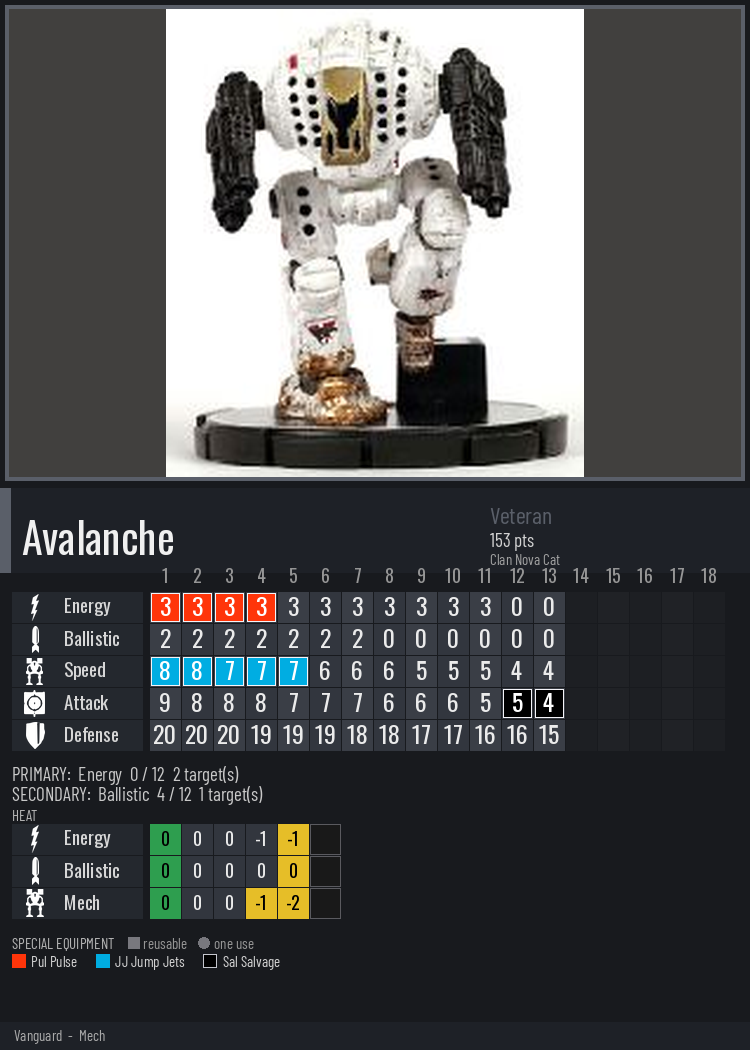 Avalanche
Veteran
153 pts
Clan Nova Cat
1 2 3 4 5 6 7 8 9 10 11 12 13 14 15 16 17 18
Energy 3 3 3 3 3 3 3 3 3 3 3 0 0
Ballistic 2 2 2 2 2 2 2 0 0 0 0 0 0
Speed 8 8 7 7 7 6 6 6 5 5 5 4 4
Attack 9 8 8 8 7 7 7 6 6 6 5 5 4
Defense 20 20 20 19 19 19 18 18 17 17 16 16 15
PRIMARY: Energy 0 / 12 2 target(s)
SECONDARY: Ballistic 4 / 12 1 target(s)
HEAT
Energy 0 0 0 -1 -1
Ballistic 0 0 0 0 0
Mech 0 0 0 -1 -2
SPECIAL EQUIPMENT reusable one use
Pul Pulse JJ Jump Jets Sal Salvage
Vanguard - Mech